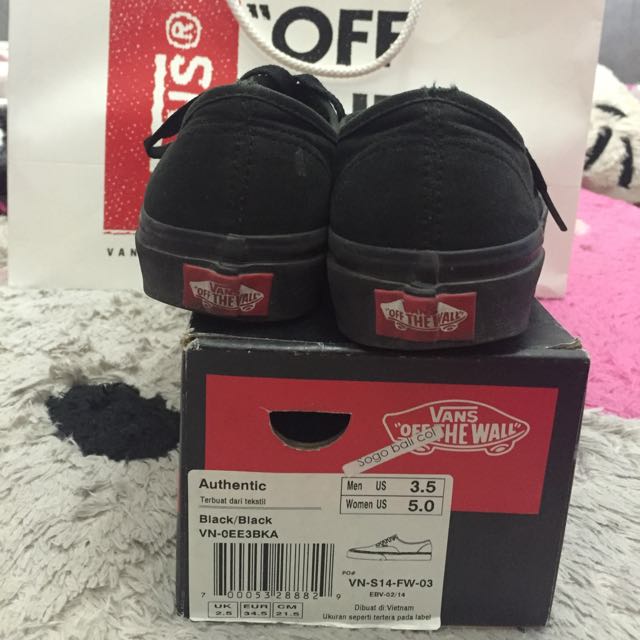 "OFF
VAN
"OFF THE WALL"
"OFF THE WALL"
VANS
"OFF THE WALL"
Sogo bali col
Authentic
Terbuat dari tekstil
Black/Black
VN-0EE3BKA
Men US 3.5
Women US 5.0
7 00053 28882 9
PO# VN-S14-FW-03
EBV-02/14
UK EUR CM
2.5 34.5 21.5
Dibuat di:Vietnam
Ukuran seperti tertera pada label